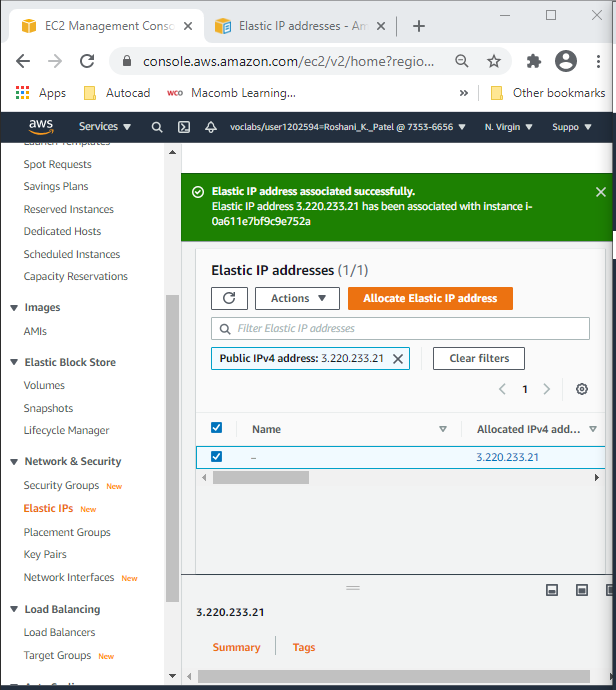 EC2 Management Conso
Elastic IP addresses - Am
console.aws.amazon.com/ec2/v2/home?regio...
Apps
Autocad
wco
Macomb Learning...
»
Other bookmarks
aws
Services
voclabs/user1202594=Roshani_K._Patel @ 7353-6656
N. Virgin
Suppo
Launch Templates
Spot Requests
Savings Plans
Reserved Instances
Dedicated Hosts
Scheduled Instances
Capacity Reservations
Images
AMIs
Elastic Block Store
Volumes
Snapshots
Lifecycle Manager
Network & Security
Security Groups New
Elastic IPs New
Placement Groups
Key Pairs
Network Interfaces New
Load Balancing
Load Balancers
Target Groups New
Elastic IP address associated successfully.
Elastic IP address 3.220.233.21 has been associated with instance i-
0a611e7bf9c9e752a
Elastic IP addresses (1/1)
Actions
Allocate Elastic IP address
Filter Elastic IP addresses
Public IPv4 address: 3.220.233.21
Clear filters
1
Name
Allocated IPv4 add...
–
3.220.233.21
3.220.233.21
Summary
Tags